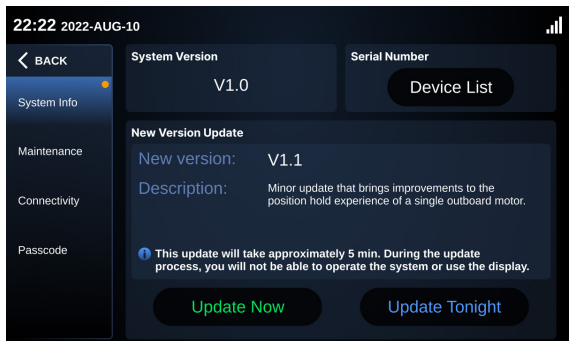 22:22 2022-AUG-10
BACK
System Info
Maintenance
Connectivity
Passcode
System Version
V1.0
Serial Number
Device List
New Version Update
New version: V1.1
Description: Minor update that brings improvements to the
position hold experience of a single outboard motor.
This update will take approximately 5 min. During the update
process, you will not be able to operate the system or use the display.
Update Now
Update Tonight